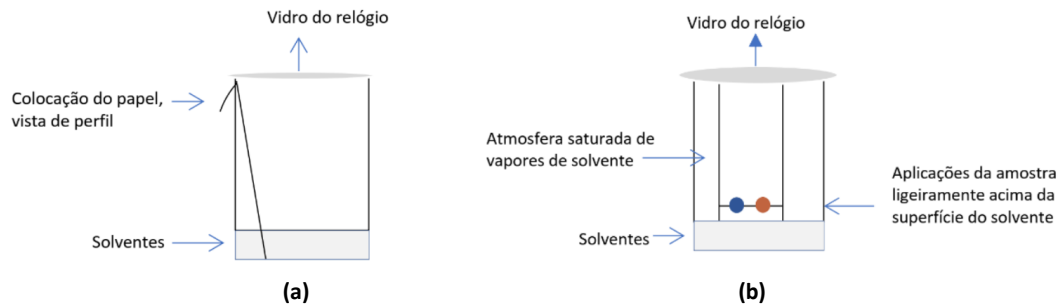 Vidro do relógio
Colocação do papel,
vista de perfil
Solventes
(a)
Vidro do relógio
Atmosfera saturada de
vapores de solvente
Aplicações da amostra
ligeiramente acima da
superfície do solvente
Solventes
(b)